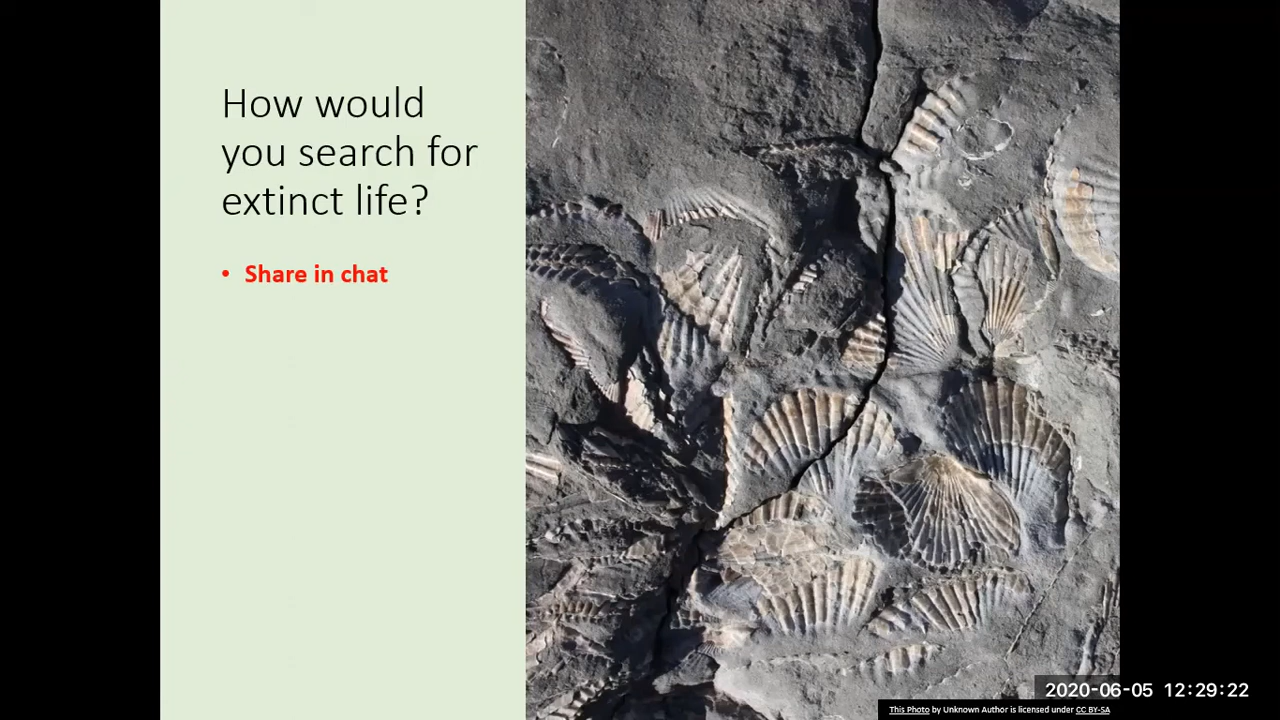 How would
you search for
extinct life?
• Share in chat
2020-06-05 12:29:22
This Photo by Unknown Author is licensed under CC BY-SA